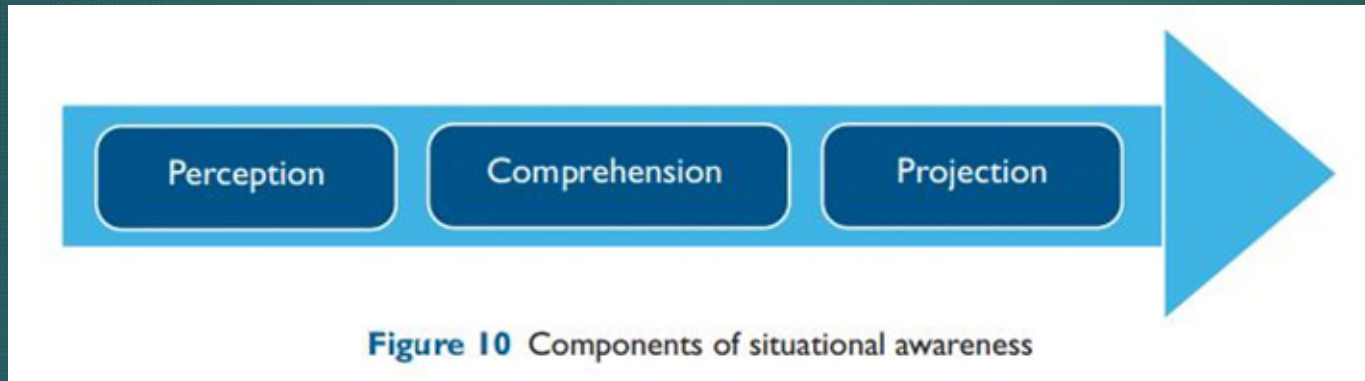 Perception
Comprehension
Projection
Figure 10 Components of situational awareness